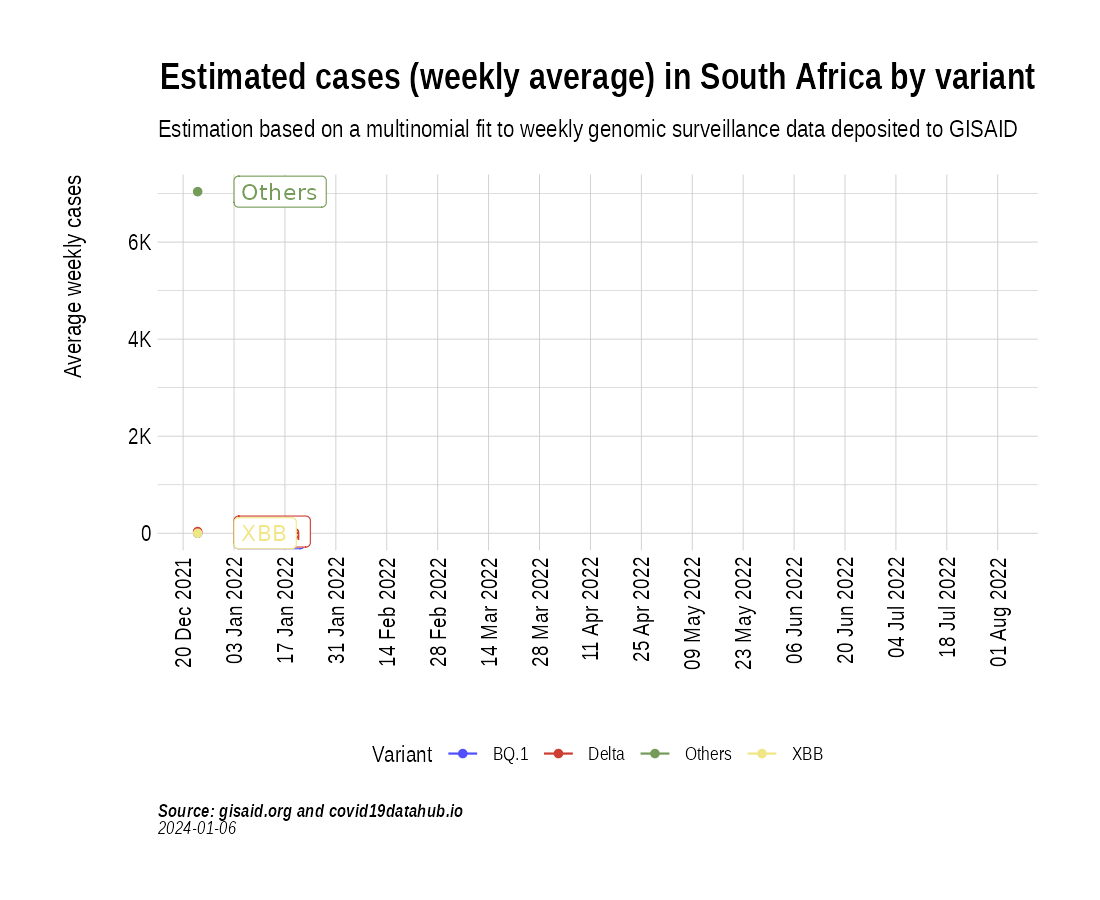 Estimated cases (weekly average) in South Africa by variant
Estimation based on a multinomial fit to weekly genomic surveillance data deposited to GISAID
Average weekly cases
6K
4K
2K
0
Others
XBB
20 Dec 2021
03 Jan 2022
17 Jan 2022
31 Jan 2022
14 Feb 2022
28 Feb 2022
14 Mar 2022
28 Mar 2022
11 Apr 2022
25 Apr 2022
09 May 2022
23 May 2022
06 Jun 2022
20 Jun 2022
04 Jul 2022
18 Jul 2022
01 Aug 2022
Variant BQ.1 Delta Others XBB
Source: gisaid.org and covid19datahub.io
2024-01-06